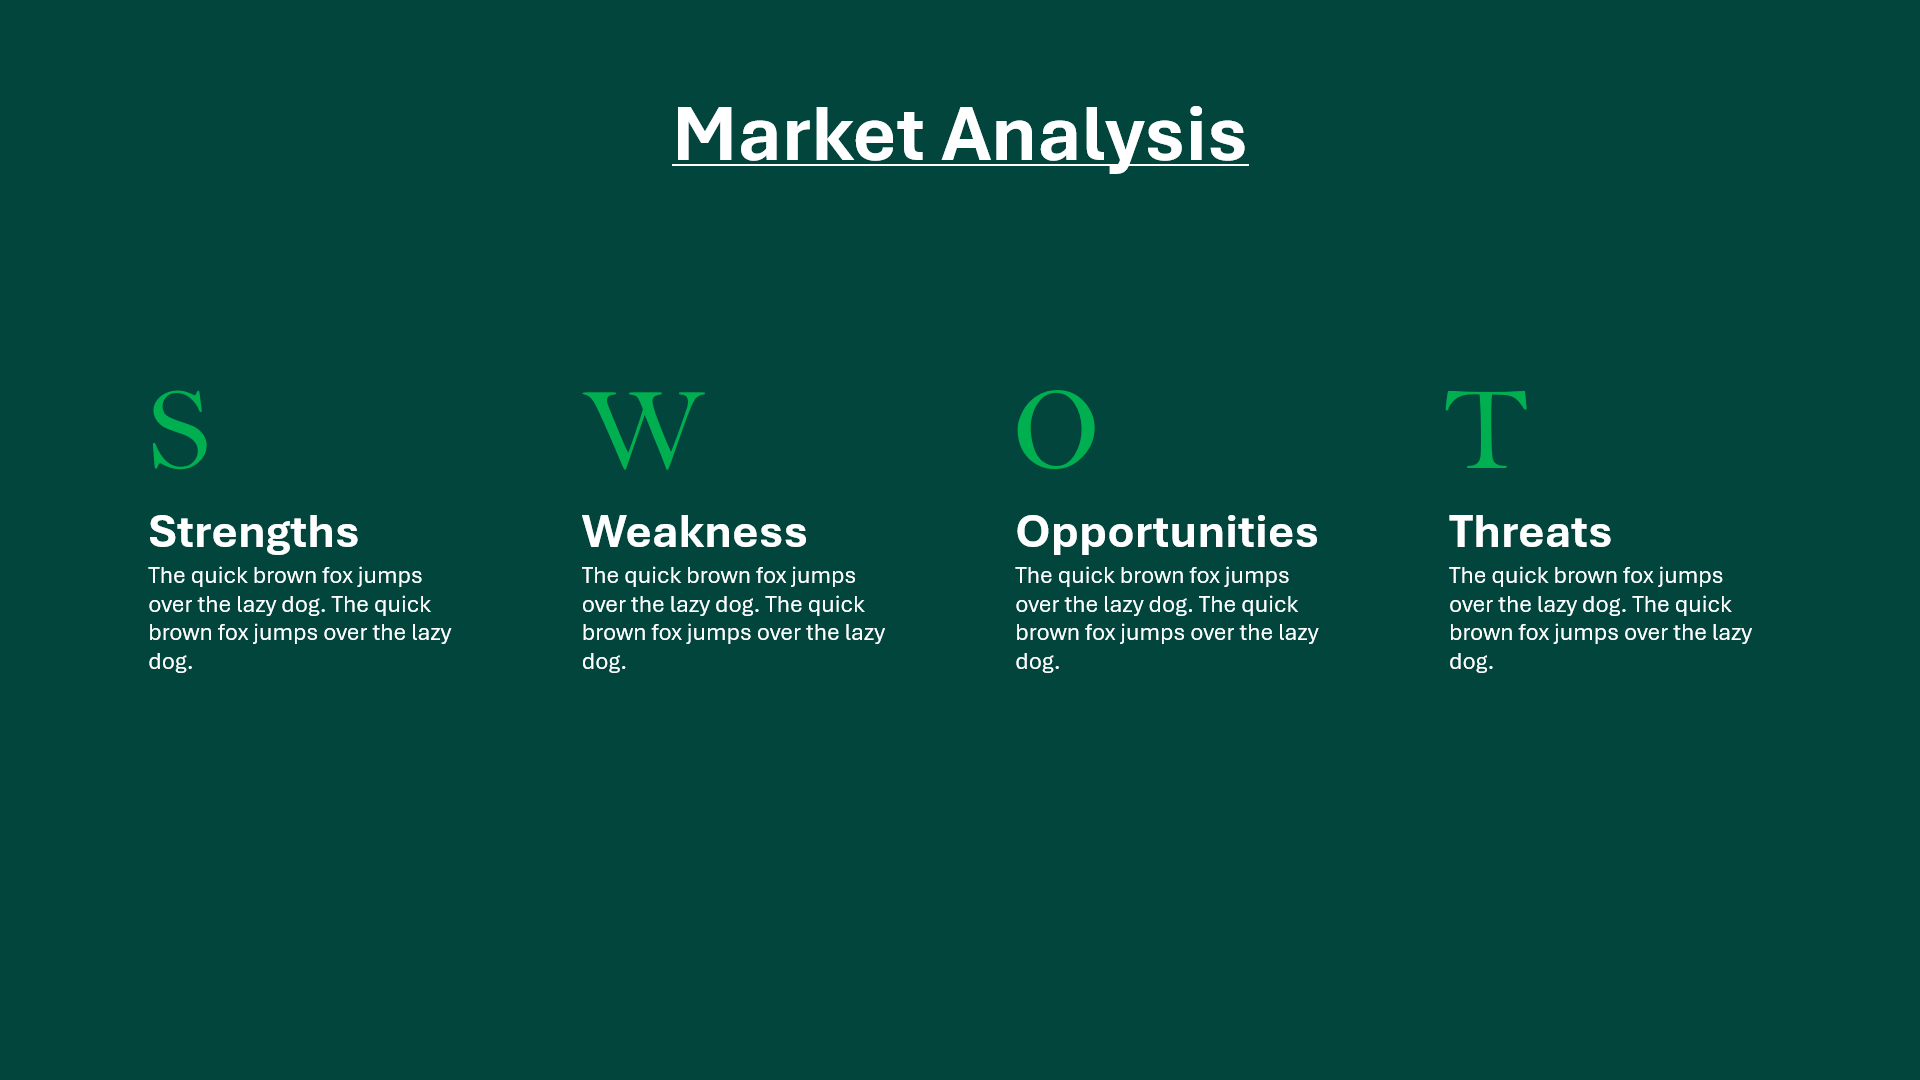 Market Analysis
S
Strengths
The quick brown fox jumps
over the lazy dog. The quick
brown fox jumps over the lazy
dog.
W
Weakness
The quick brown fox jumps
over the lazy dog. The quick
brown fox jumps over the lazy
dog.
O
Opportunities
The quick brown fox jumps
over the lazy dog. The quick
brown fox jumps over the lazy
dog.
T
Threats
The quick brown fox jumps
over the lazy dog. The quick
brown fox jumps over the lazy
dog.